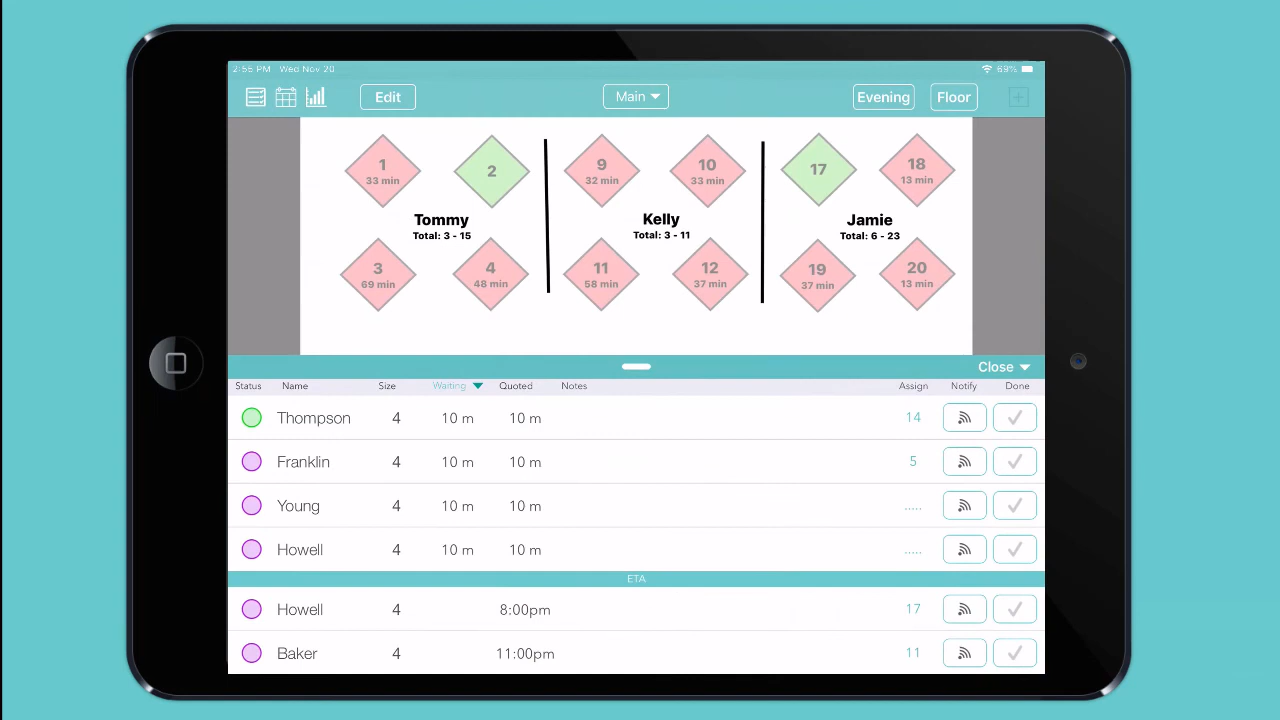 2:55 PM Wed Nov 20 69%
Edit Main Evening Floor
1 2 9 10 17 18
33 min 32 min 33 min 13 min
Tommy Kelly Jamie
Total: 3 - 15 Total: 3 - 11 Total: 6 - 23
3 4 11 12 19 20
69 min 48 min 58 min 37 min 37 min 13 min
Close
Status Name Size Waiting Quoted Notes Assign Notify Done
Thompson 4 10 m 10 m 14
Franklin 4 10 m 10 m 5
Young 4 10 m 10 m .....
Howell 4 10 m 10 m .....
ETA
Howell 4 8:00pm 17
Baker 4 11:00pm 11